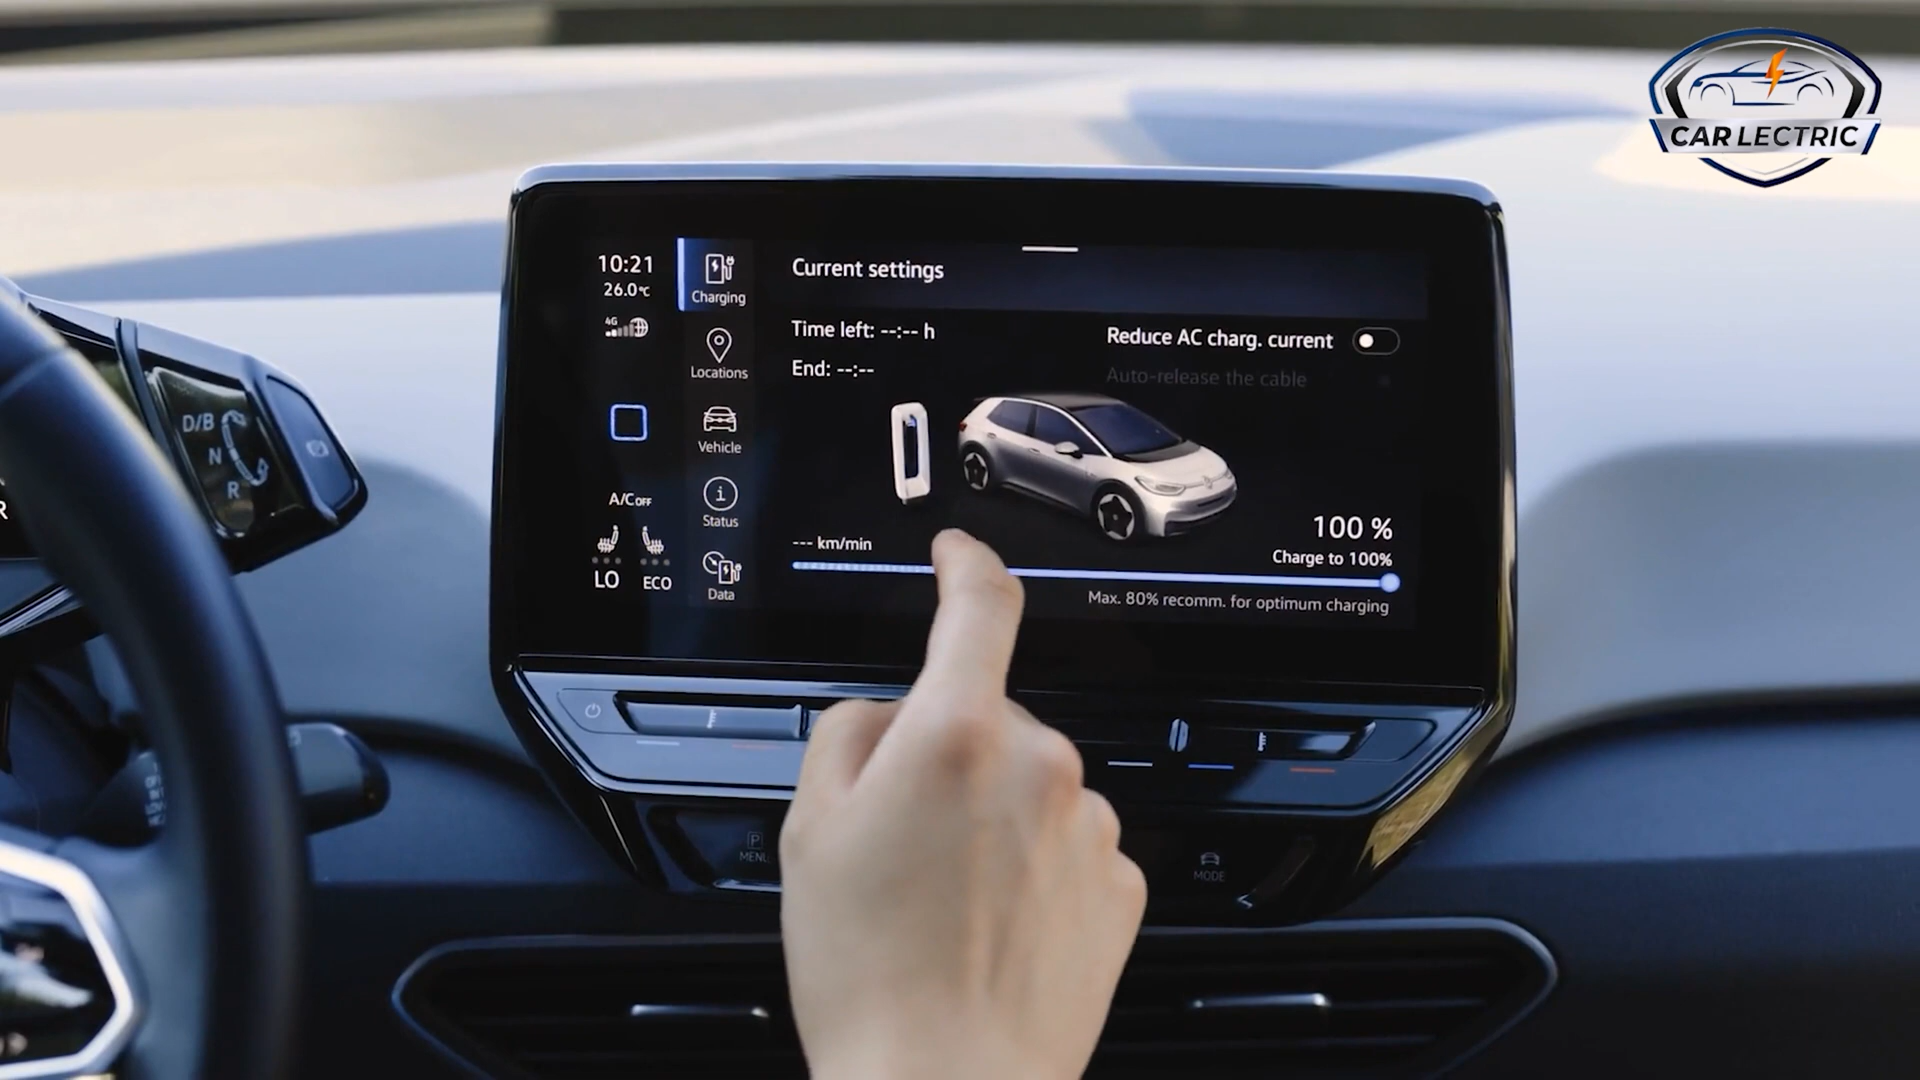 CAR LECTRIC
10:21
26.0°C
4G
A/C OFF
LO
ECO
Charging
Locations
Vehicle
Status
Data
Current settings
Time left: --:-- h
End: --:--
Reduce AC charg. current
Auto-release the cable
--- km/min
100 %
Charge to 100%
Max. 80% recomm. for optimum charging
D/B
N
R
R
P
MENU
MODE